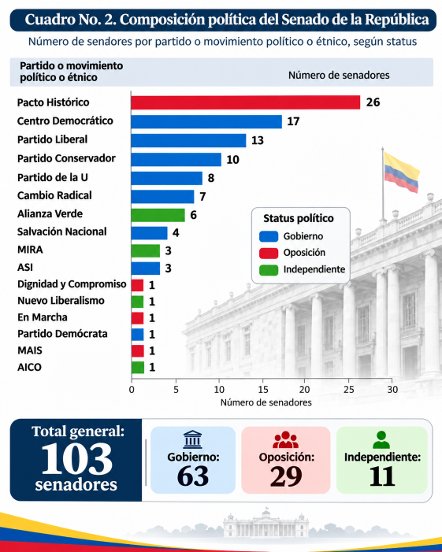 Cuadro No. 2. Composición política del Senado de la República
Número de sendores por partido o movimiento político o étnico, según status
Partido o movimiento
político o étnico
Número de senadores
Pacto Histórico 26
Centro Democrático 17
Partido Liberal 13
Partido Conservador 10
Partido de la U 8
Cambio Radical 7
Alianza Verde 6
Salvación Nacional 4
MIRA 3
ASI 3
Dignidad y Compromiso 1
Nuevo Liberalismo 1
En Marcha 1
Partido Demócrata 1
MAIS 1
AICO 1
Status político
Gobierno
Oposición
Independiente
0 5 10 15 20 25 30
Número de senadores
Total general:
103
senadores
Gobierno:
63
Oposición:
29
Independiente:
11